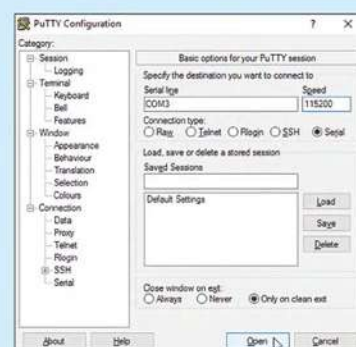 PuTTY Configuration
Category:
Session
Logging
Terminal
Keyboard
Bell
Features
Window
Appearance
Behaviour
Translation
Selection
Colours
Connection
Data
Proxy
Telnet
Rlogin
SSH
Serial
Basic options for your PuTTY session
Specify the destination you want to connect to
Serial line Speed
COM3 115200
Connection type:
Raw Telnet Rlogin SSH Serial
Load, save or delete a stored session
Saved Sessions
Default Settings
Load
Save
Delete
Close window on exit:
Always Never Only on clean exit
About Help Open Cancel